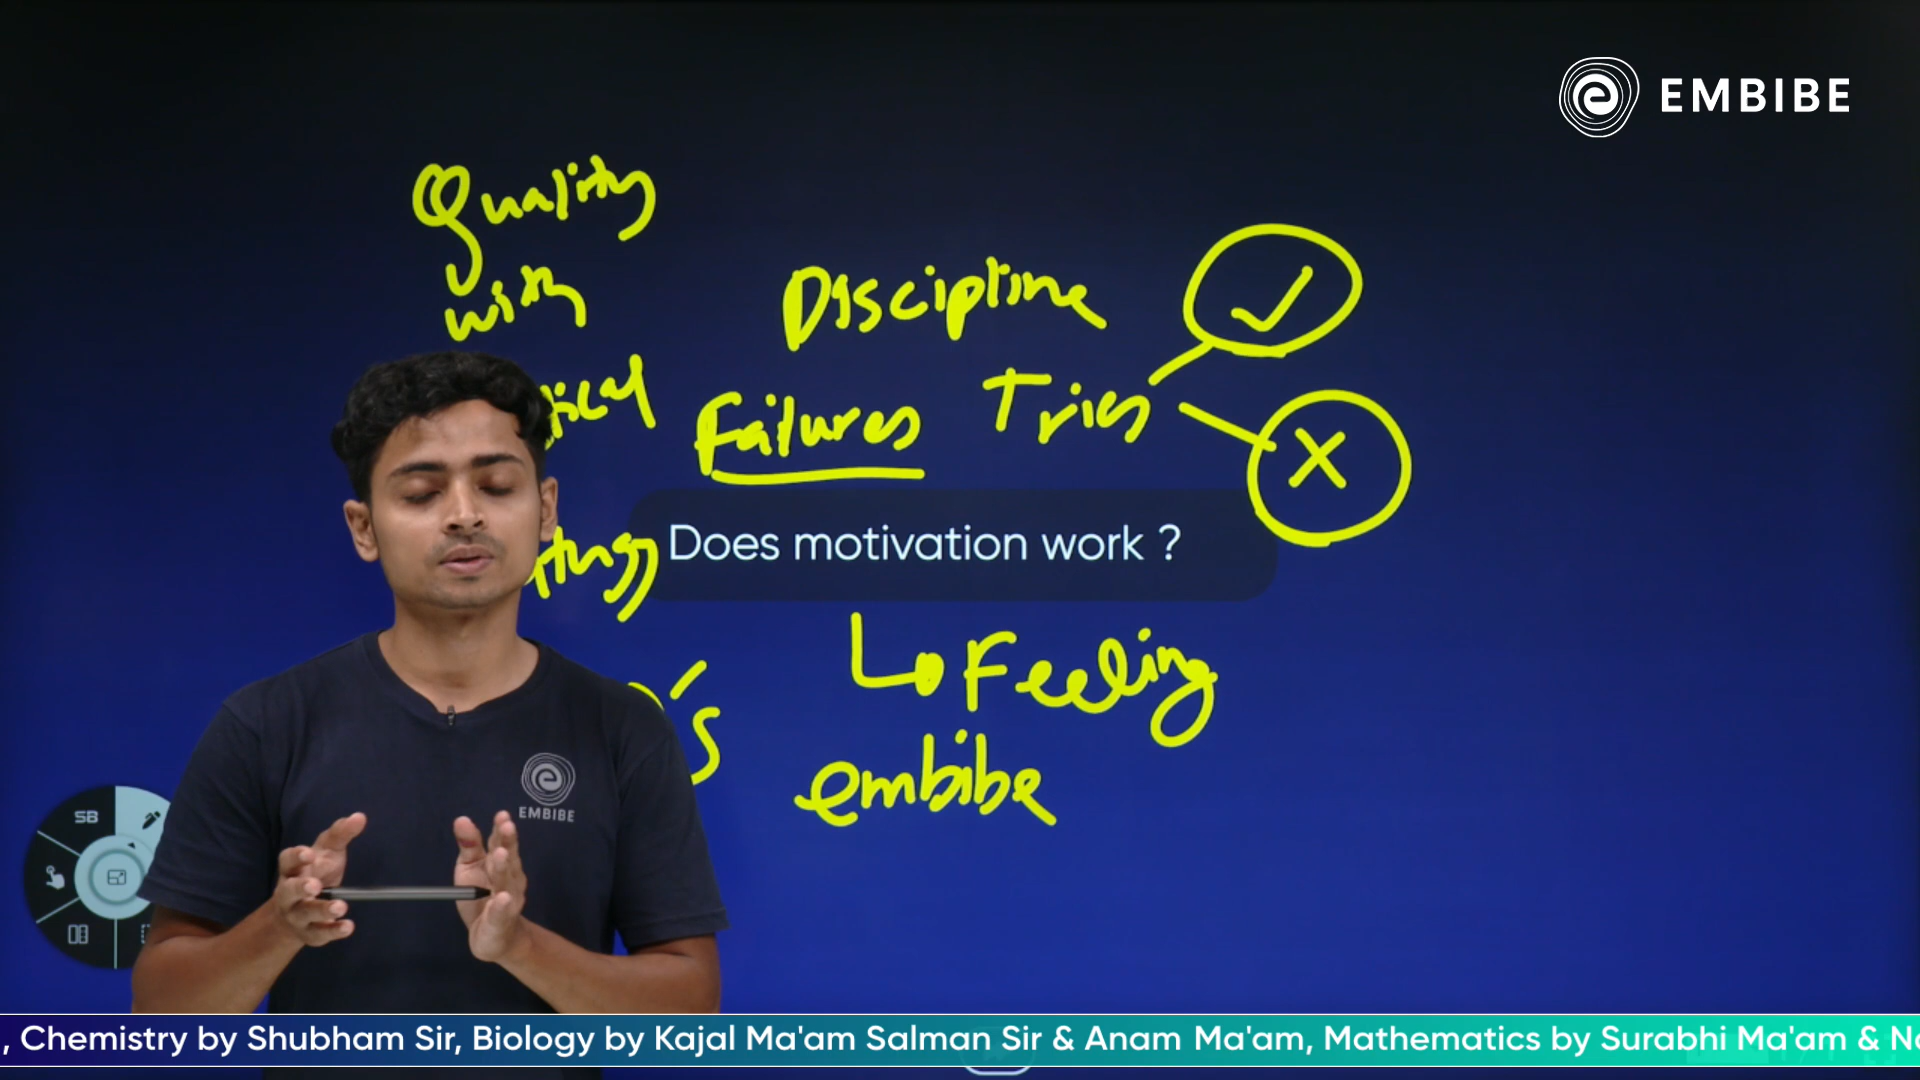 EMBIBE
Quality
with
Discipline
Failures Tries
Does motivation work ?
Feeling
embibe
EMBIBE
SB
, Chemistry by Shubham Sir, Biology by Kajal Ma'am Salman Sir & Anam Ma'am, Mathematics by Surabhi Ma'am &